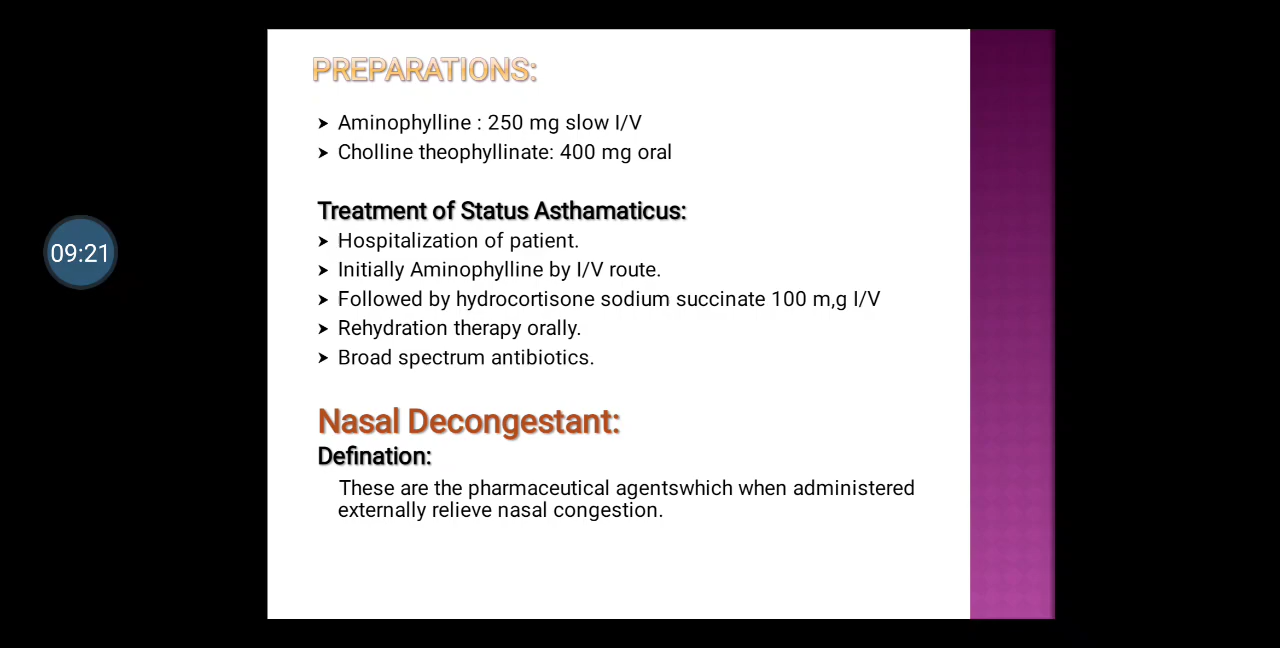 PREPARATIONS:
➤ Aminophylline : 250 mg slow I/V
➤ Cholline theophyllinate: 400 mg oral
Treatment of Status Asthamaticus:
➤ Hospitalization of patient.
➤ Initially Aminophylline by I/V route.
➤ Followed by hydrocortisone sodium succinate 100 m,g I/V
➤ Rehydration therapy orally.
➤ Broad spectrum antibiotics.
09:21
Nasal Decongestant:
Defination:
These are the pharmaceutical agentswhich when administered
externally relieve nasal congestion.